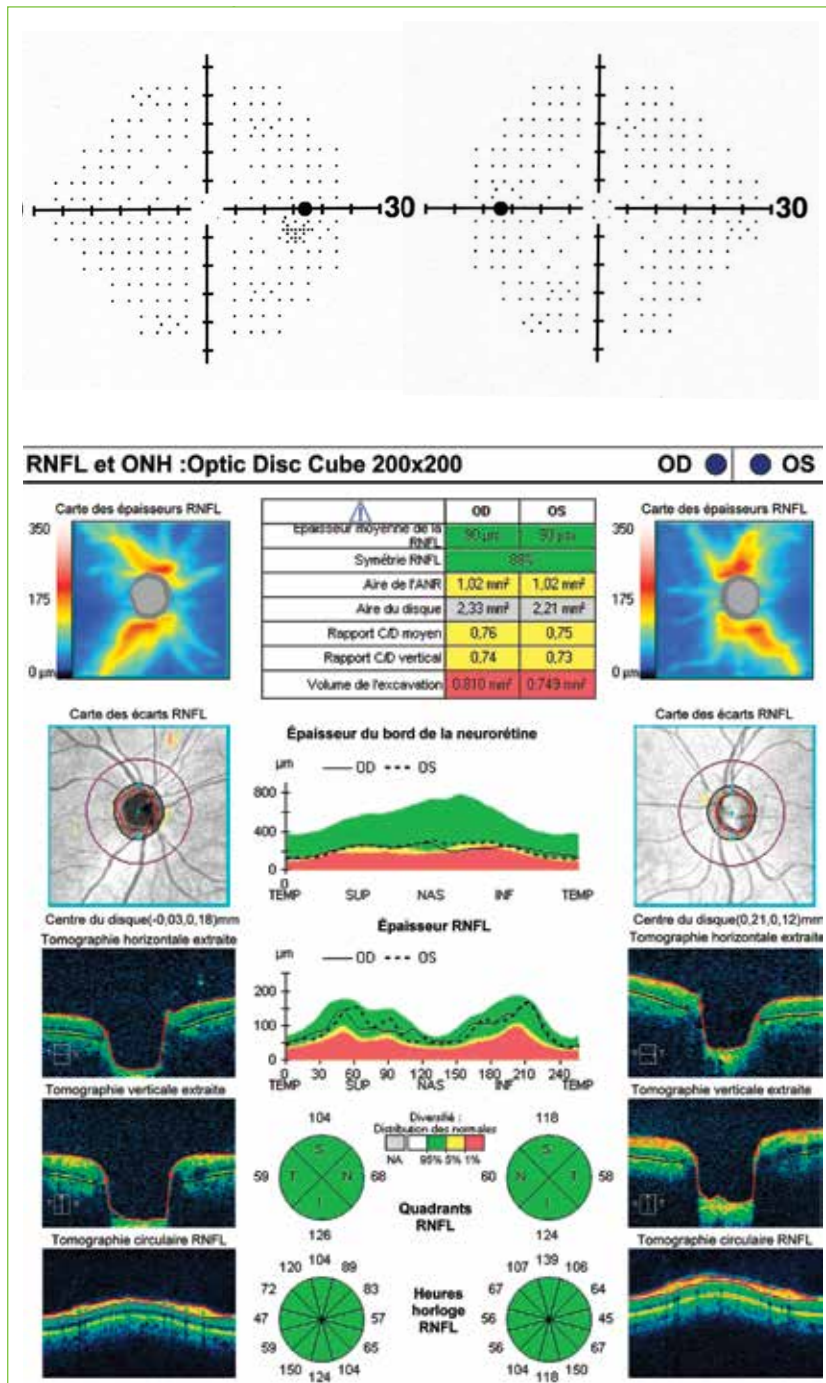 30
30
RNFL et ONH :Optic Disc Cube 200x200 OD OS
Carte des épaisseurs RNFL
350
175
0 µm
OD OS
Epaisseur moyenne de la RNFL 90 µm 90 µm
Symétrie RNFL 88%
Aire de l'ANR 1,02 mm² 1,02 mm²
Aire du disque 2,33 mm² 2,21 mm²
Rapport C/D moyen 0,76 0,75
Rapport C/D vertical 0,74 0,73
Volume de l'excavation 0.810 mm² 0.749 mm²
Carte des épaisseurs RNFL
350
175
0 µm
Carte des écarts RNFL
Centre du disque(-0,03,0,18)mm
Épaisseur du bord de la neurorétine
µm OD OS
800
400
0
0
TEMP SUP NAS INF TEMP
Carte des écarts RNFL
Centre du disque(0,21,0,12)mm
Tomographie horizontale extraite
Épaisseur RNFL
µm OD OS
200
100
0
0 30 60 90 120 150 180 210 240
TEMP SUP NAS INF TEMP
Tomographie horizontale extraite
Tomographie verticale extraite
Tomographie verticale extraite
104
59 S T N I 68
126
Diversifié :
Distribution des normales
NA 95% 5% 1%
118
60 S N T I 58
124
Quadrants
RNFL
Tomographie circulaire RNFL
120 104 89
72 83
47 57
59 65
150 124 104
Heures
horloge
RNFL
107 139 106
67 64
56 45
56 67
104 118 150
Tomographie circulaire RNFL